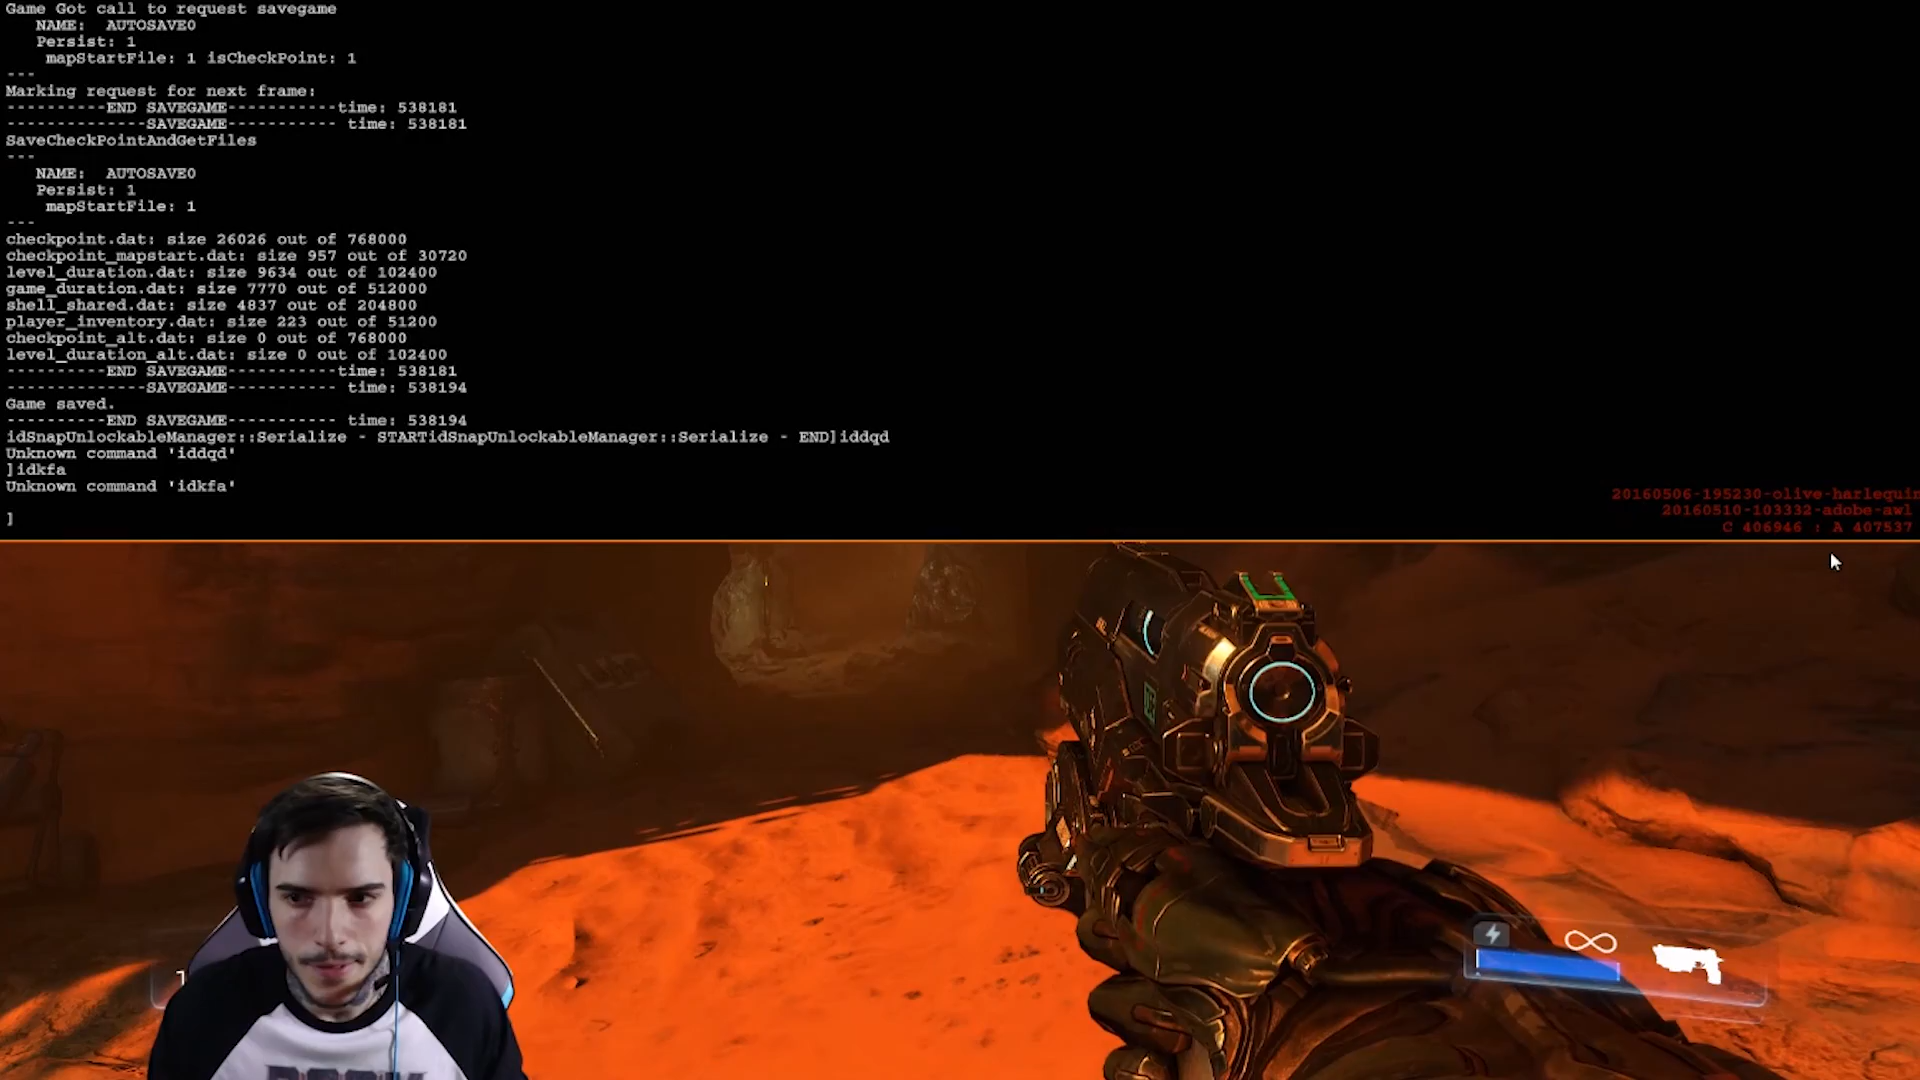 Game Got call to request savegame
NAME: AUTOSAVE0
Persist: 1
mapStartFile: 1 isCheckPoint: 1
---
Marking request for next frame:
----------END SAVEGAME-----------time: 538181
--------------SAVEGAME----------- time: 538181
SaveCheckPointAndGetFiles
---
NAME: AUTOSAVE0
Persist: 1
mapStartFile: 1
---
checkpoint.dat: size 26026 out of 768000
checkpoint_mapstart.dat: size 957 out of 30720
level_duration.dat: size 9634 out of 102400
game_duration.dat: size 7770 out of 512000
shell_shared.dat: size 4837 out of 204800
player_inventory.dat: size 223 out of 51200
checkpoint_alt.dat: size 0 out of 768000
level_duration_alt.dat: size 0 out of 102400
----------END SAVEGAME-----------time: 538181
--------------SAVEGAME----------- time: 538194
Game saved.
----------END SAVEGAME----------- time: 538194
idSnapUnlockableManager::Serialize - STARTidSnapUnlockableManager::Serialize - END]iddqd
Unknown command 'iddqd'
]idkfa
Unknown command 'idkfa'
20160506-195230-olive-harlequin
20160510-103332-adobe-awl
C 406946 : A 407537
]